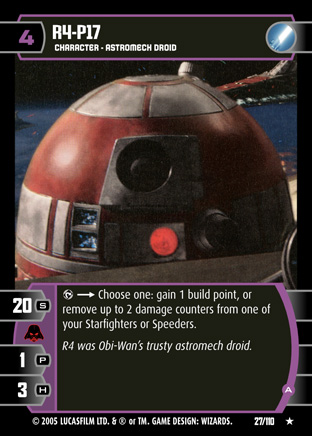 4
R4-P17
CHARACTER - ASTROMECH DROID
20 S
1 P
3 H
→ Choose one: gain 1 build point, or
remove up to 2 damage counters from one of
your Starfighters or Speeders.
R4 was Obi-Wan's trusty astromech droid.
A
© 2005 LUCASFILM LTD. & ® or TM. GAME DESIGN: WIZARDS.
27/110